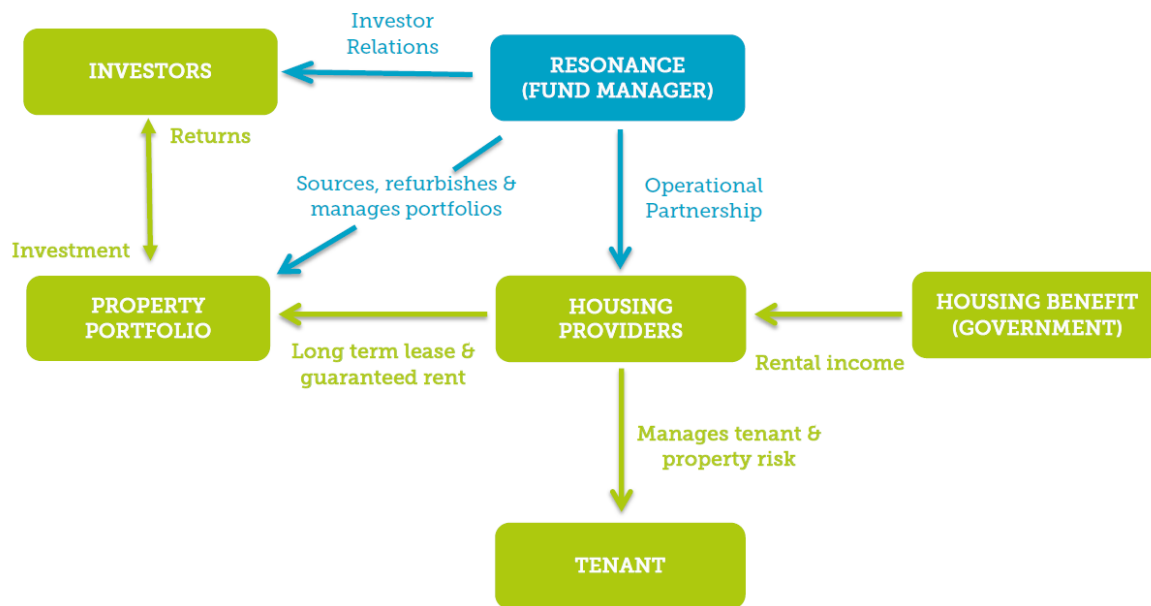 Investor
Relations
INVESTORS
RESONANCE
(FUND MANAGER)
Returns
Sources, refurbishes &
manages portfolios
Operational
Partnership
Investment
PROPERTY
PORTFOLIO
HOUSING
PROVIDERS
HOUSING BENEFIT
(GOVERNMENT)
Long term lease &
guaranteed rent
Rental income
Manages tenant &
property risk
TENANT